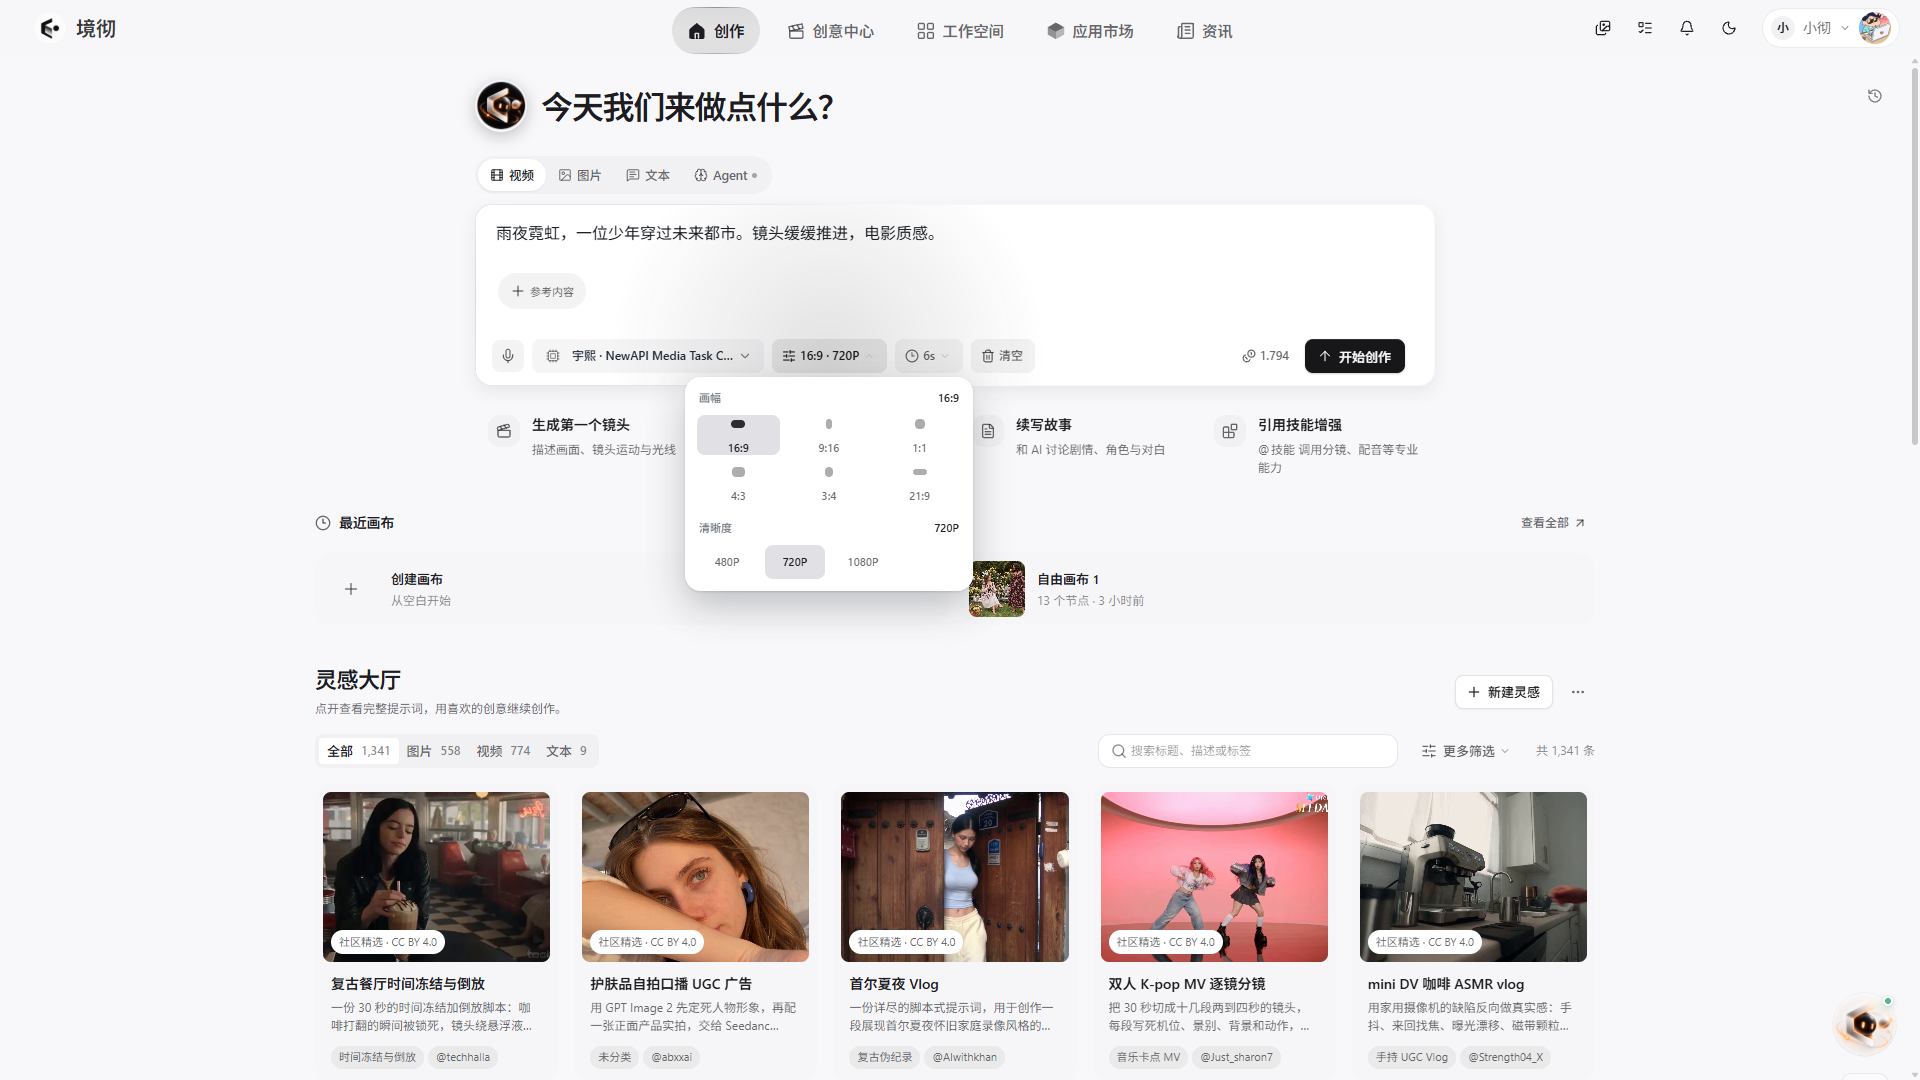 境彻
创作
创意中心
工作空间
应用市场
资讯
小 小彻
今天我们来做点什么？
视频
图片
文本
Agent
雨夜霓虹，一位少年穿过未来都市。镜头缓缓推进，电影质感。
参考内容
宇熙 · NewAPI Media Task C...
16:9 · 720P
6s
清空
1.794
开始创作
画幅 16:9
16:9 9:16 1:1
4:3 3:4 21:9
清晰度 720P
480P 720P 1080P
生成第一个镜头
描述画面、镜头运动与光线
续写故事
和 AI 讨论剧情、角色与对白
引用技能增强
@ 技能 调用分镜、配音等专业
能力
最近画布
查看全部
创建画布
从空白开始
自由画布 1
13 个节点 · 3 小时前
灵感大厅
点开查看完整提示词，用喜欢的创意继续创作。
新建灵感
全部 1,341
图片 558
视频 774
文本 9
搜索标题、描述或标签
更多筛选
共 1,341 条
社区精选 · CC BY 4.0
复古餐厅时间冻结与倒放
一份 30 秒的时间冻结加倒放脚本：咖
啡打翻的瞬间被锁死，镜头绕悬浮液...
时间冻结与倒放
@techhalla
社区精选 · CC BY 4.0
护肤品自拍口播 UGC 广告
用 GPT Image 2 先定死人物形象，再配
一张正面产品实拍，交给 Seedanc...
未分类
@abxxai
20
社区精选 · CC BY 4.0
首尔夏夜 Vlog
一份详尽的脚本式提示词，用于创作一
段展现首尔夏夜怀旧家庭录像风格的...
复古伪纪录
@AIwithkhan
社区精选 · CC BY 4.0
双人 K-pop MV 逐镜分镜
把 30 秒切成十几段两到四秒的镜头，
每段写死机位、景别、背景和动作，...
音乐卡点 MV
@Just_sharon7
社区精选 · CC BY 4.0
mini DV 咖啡 ASMR vlog
用家用摄像机的缺陷反向做真实感：手
抖、来回找焦、曝光漂移、磁带颗粒...
手持 UGC Vlog
@Strength04_X